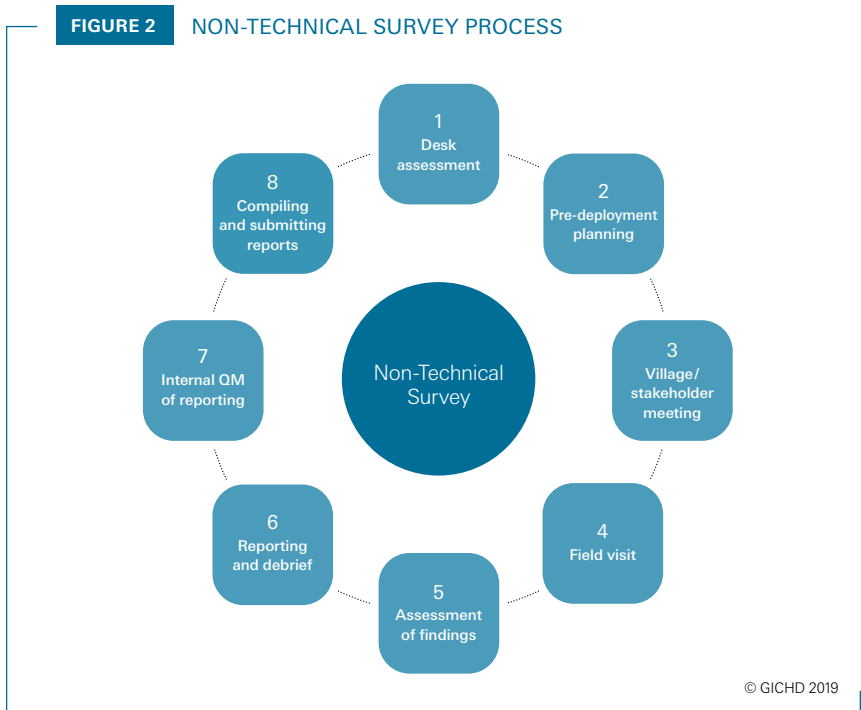 FIGURE 2 NON-TECHNICAL SURVEY PROCESS
1
Desk
assessment
2
Pre-deployment
planning
3
Village/
stakeholder
meeting
4
Field visit
5
Assessment
of findings
6
Reporting
and debrief
7
Internal QM
of reporting
8
Compiling
and submitting
reports
Non-Technical
Survey
© GICHD 2019